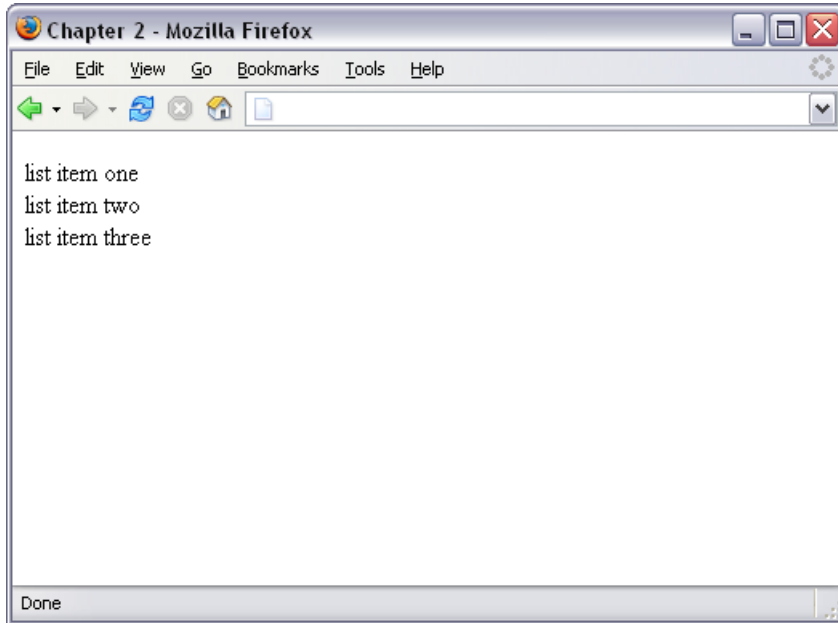 Chapter 2 - Mozilla Firefox
File Edit View Go Bookmarks Tools Help
list item one
list item two
list item three
Done